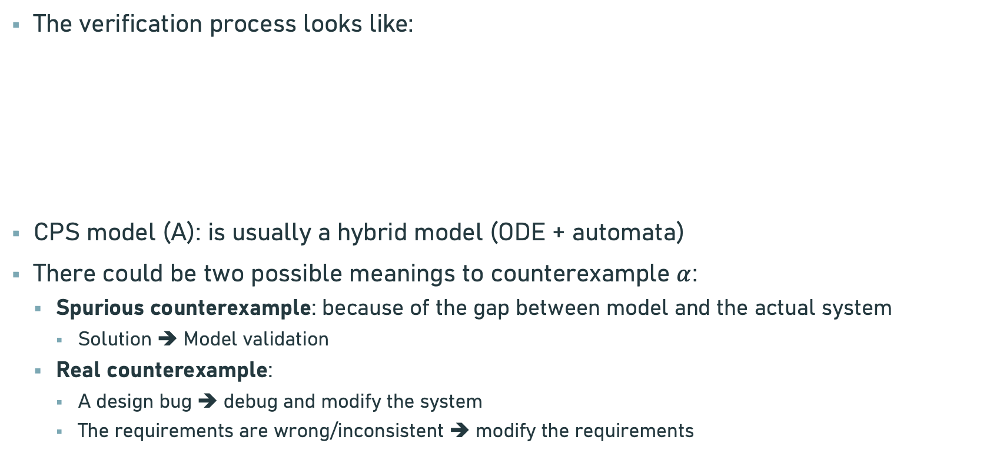 ▪ The verification process looks like:
▪ CPS model (A): is usually a hybrid model (ODE + automata)
▪ There could be two possible meanings to counterexample α:
▪ Spurious counterexample: because of the gap between model and the actual system
▪ Solution ➔ Model validation
▪ Real counterexample:
▪ A design bug ➔ debug and modify the system
▪ The requirements are wrong/inconsistent ➔ modify the requirements